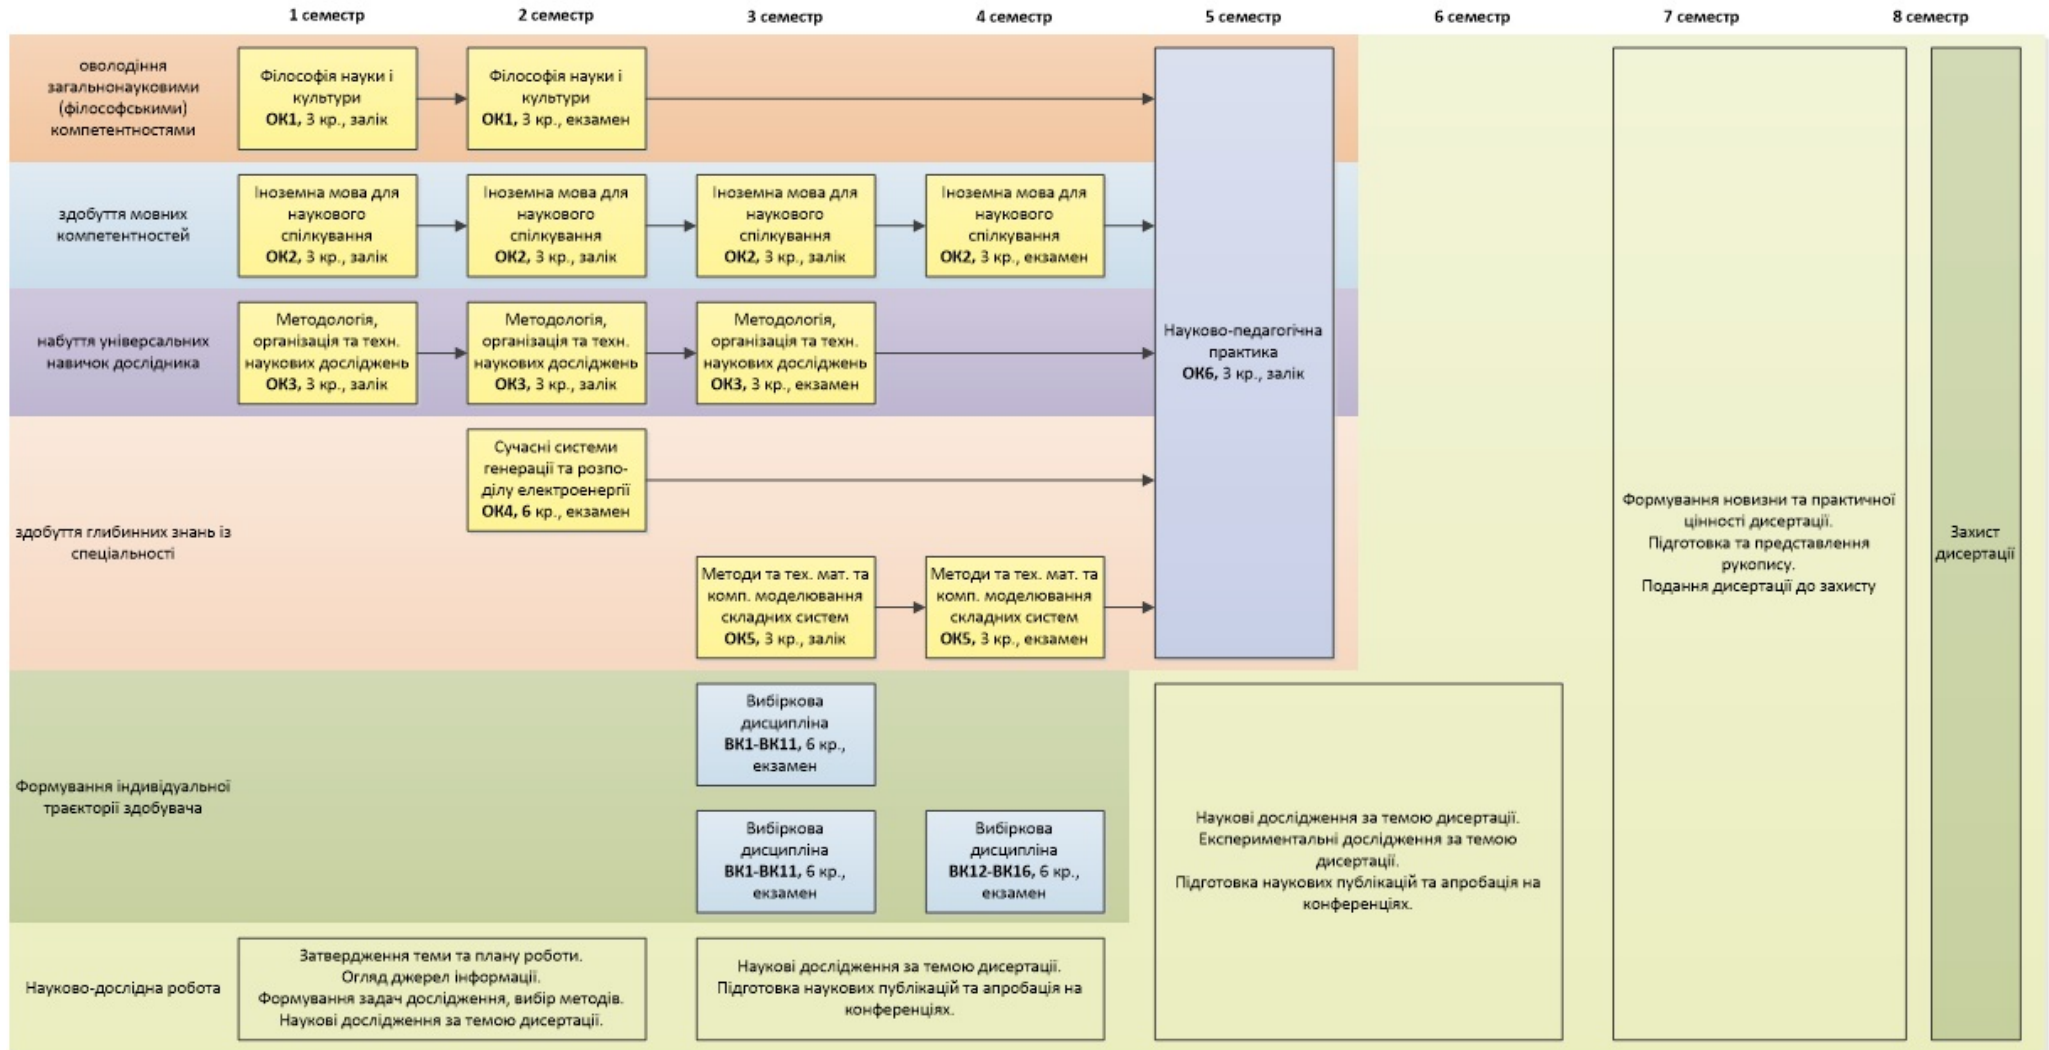 1 семестр
2 семестр
3 семестр
4 семестр
5 семестр
6 семестр
7 семестр
8 семестр
оволодіння
загальнонауковими
(філософськими)
компетентностями
Філософія науки і
культури
ОК1, 3 кр., залік
Філософія науки і
культури
ОК1, 3 кр., екзамен
здобуття мовних
компетентностей
Іноземна мова для
наукового
спілкування
ОК2, 3 кр., залік
Іноземна мова для
наукового
спілкування
ОК2, 3 кр., залік
Іноземна мова для
наукового
спілкування
ОК2, 3 кр., залік
Іноземна мова для
наукового
спілкування
ОК2, 3 кр., екзамен
набуття універсальних
навичок дослідника
Методологія,
організація та техн.
наукових досліджень
ОК3, 3 кр., залік
Методологія,
організація та техн.
наукових досліджень
ОК3, 3 кр., залік
Методологія,
організація та техн.
наукових досліджень
ОК3, 3 кр., екзамен
Науково-педагогічна
практика
ОК6, 3 кр., залік
здобуття глибинних знань із
спеціальності
Сучасні системи
генерації та розпо-
ділу електроенергії
ОК4, 6 кр., екзамен
Методи та тех. мат. та
комп. моделювання
складних систем
ОК5, 3 кр., залік
Методи та тех. мат. та
комп. моделювання
складних систем
ОК5, 3 кр., екзамен
Формування новизни та практичної
цінності дисертації.
Підготовка та представлення
рукопису.
Подання дисертації до захисту
Захист
дисертації
Формування індивідуальної
траєкторії здобувача
Вибіркова
дисципліна
ВК1-ВК11, 6 кр.,
екзамен
Вибіркова
дисципліна
ВК1-ВК11, 6 кр.,
екзамен
Вибіркова
дисципліна
ВК12-ВК16, 6 кр.,
екзамен
Наукові дослідження за темою дисертації.
Експериментальні дослідження за темою
дисертації.
Підготовка наукових публікацій та апробація на
конференціях.
Науково-дослідна робота
Затвердження теми та плану роботи.
Огляд джерел інформації.
Формування задач дослідження, вибір методів.
Наукові дослідження за темою дисертації.
Наукові дослідження за темою дисертації.
Підготовка наукових публікацій та апробація на
конференціях.